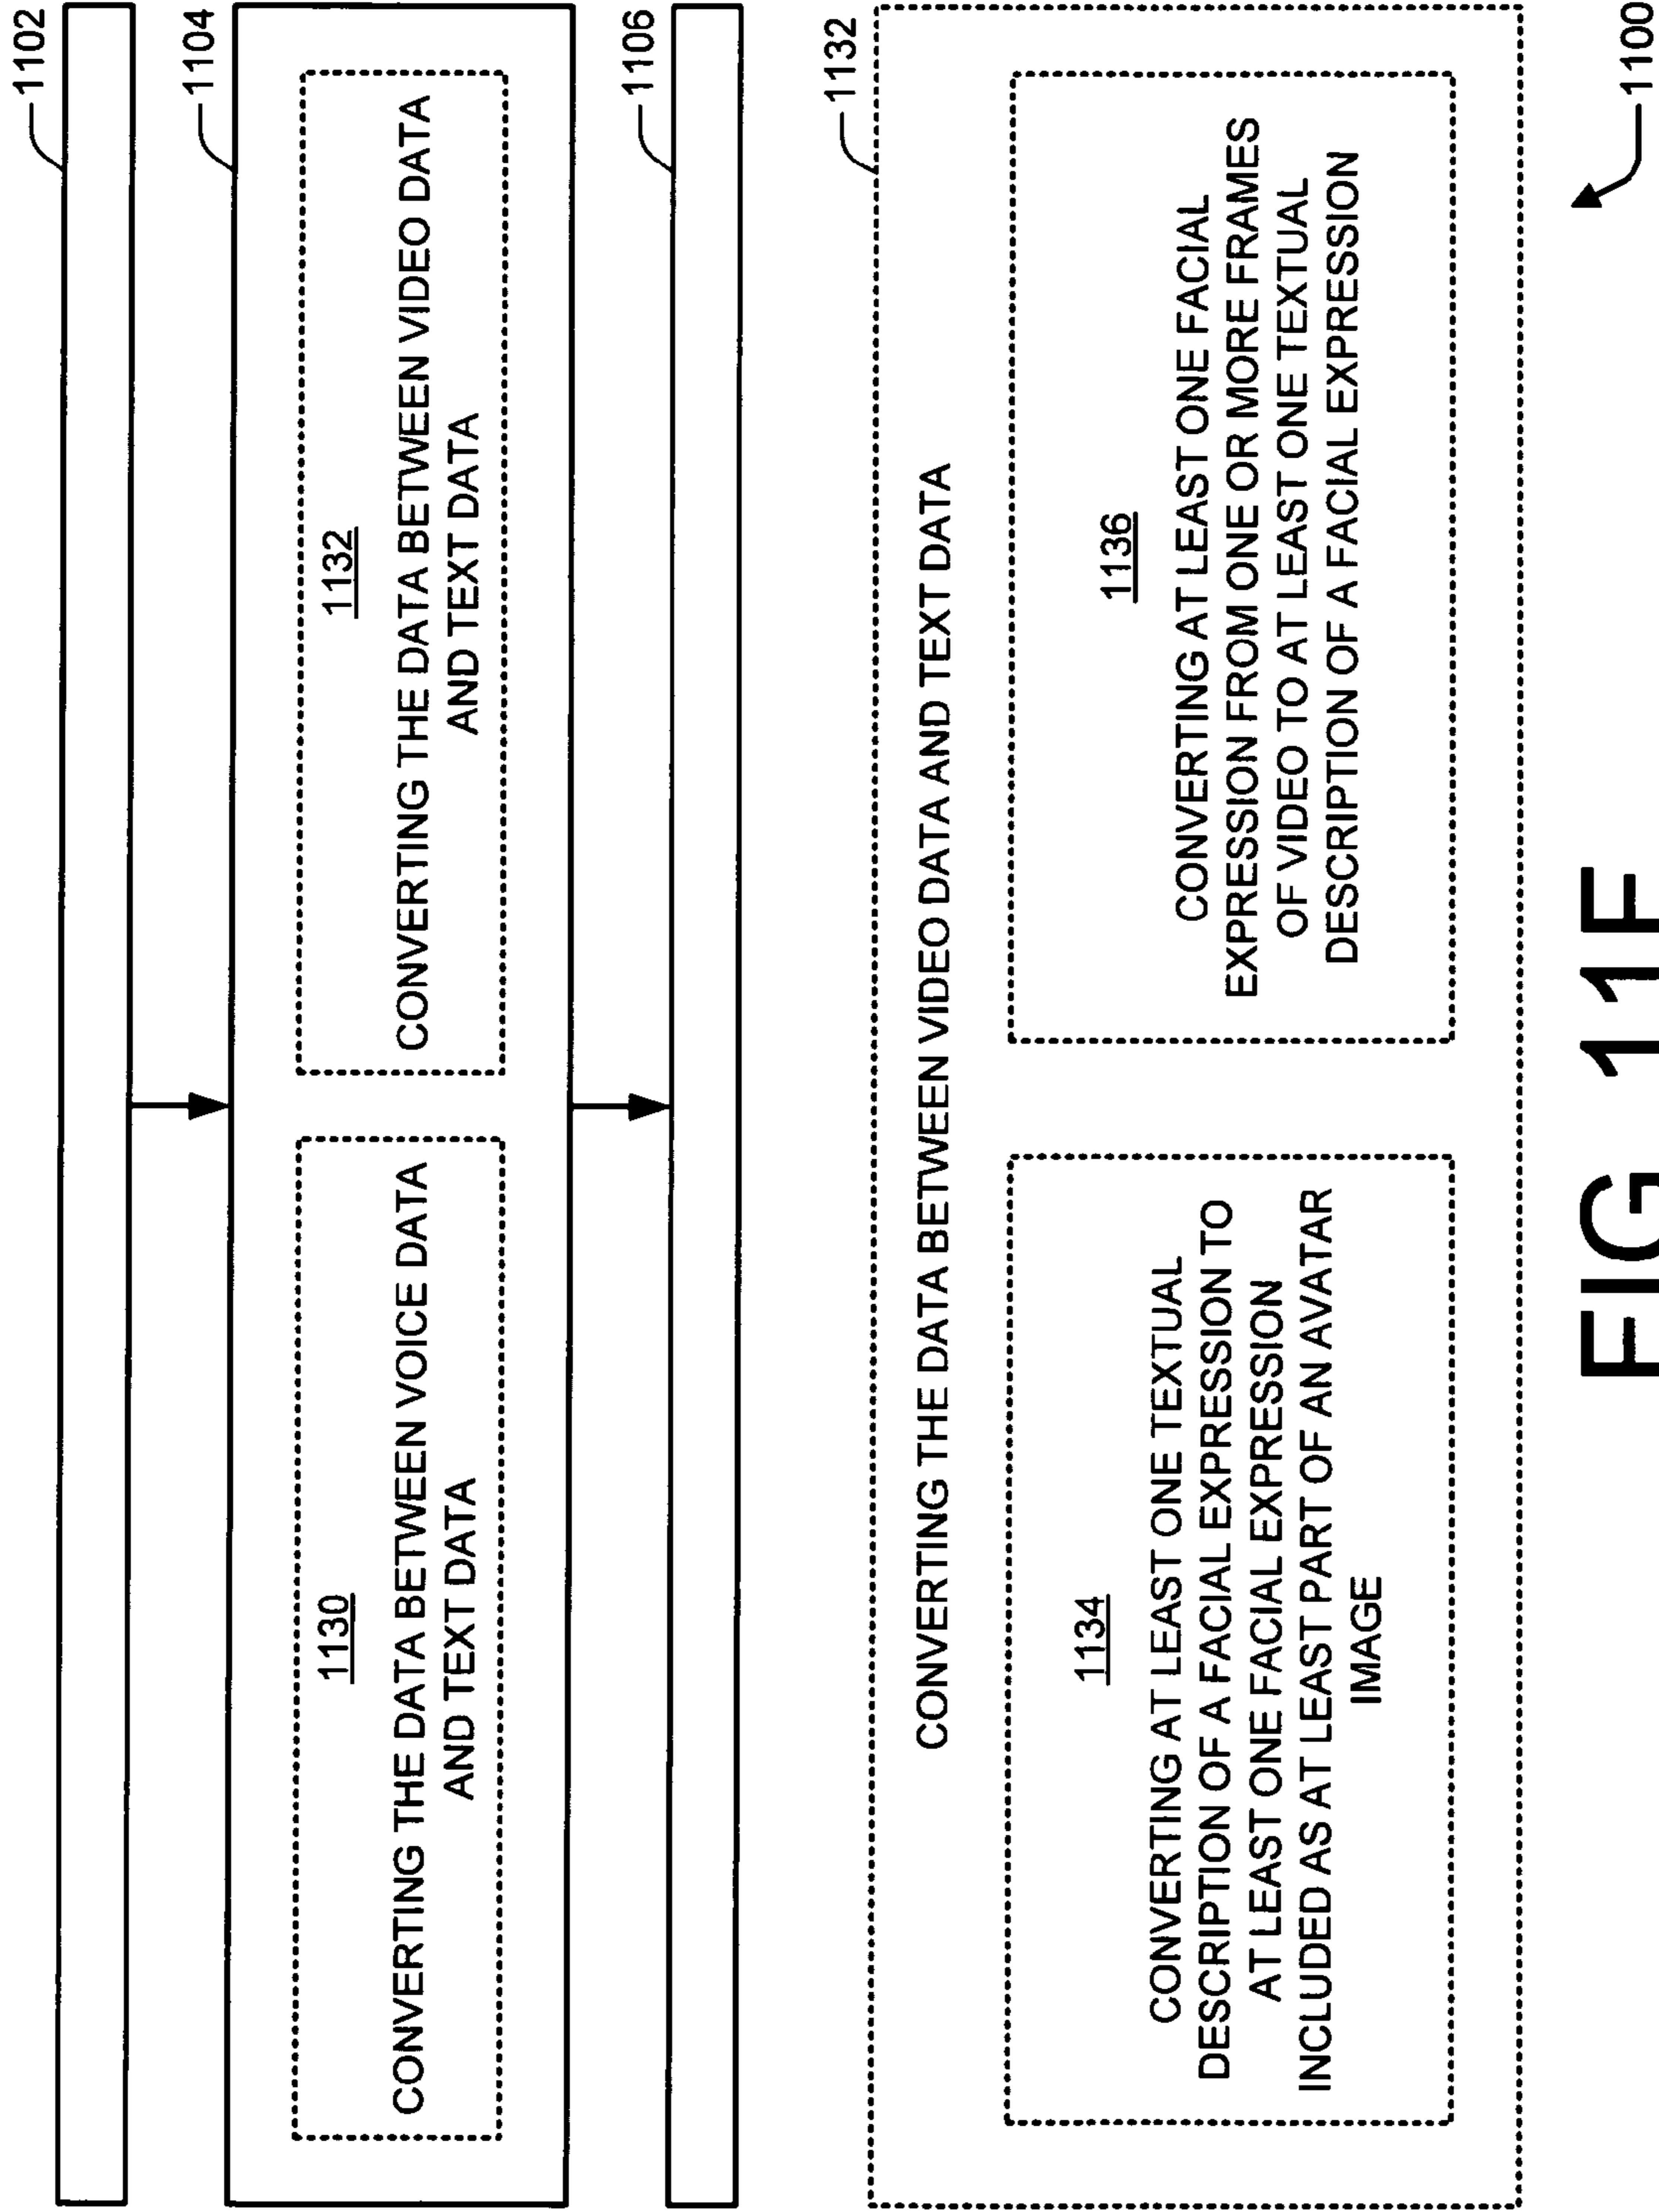 1102
1104
1130
CONVERTING THE DATA BETWEEN VOICE DATA
AND TEXT DATA
1132
CONVERTING THE DATA BETWEEN VIDEO DATA
AND TEXT DATA
1106
1132
CONVERTING THE DATA BETWEEN VIDEO DATA AND TEXT DATA
1134
CONVERTING AT LEAST ONE TEXTUAL
DESCRIPTION OF A FACIAL EXPRESSION TO
AT LEAST ONE FACIAL EXPRESSION
INCLUDED AS AT LEAST PART OF AN AVATAR
IMAGE
1136
CONVERTING AT LEAST ONE FACIAL
EXPRESSION FROM ONE OR MORE FRAMES
OF VIDEO TO AT LEAST ONE TEXTUAL
DESCRIPTION OF A FACIAL EXPRESSION
1100
FIG